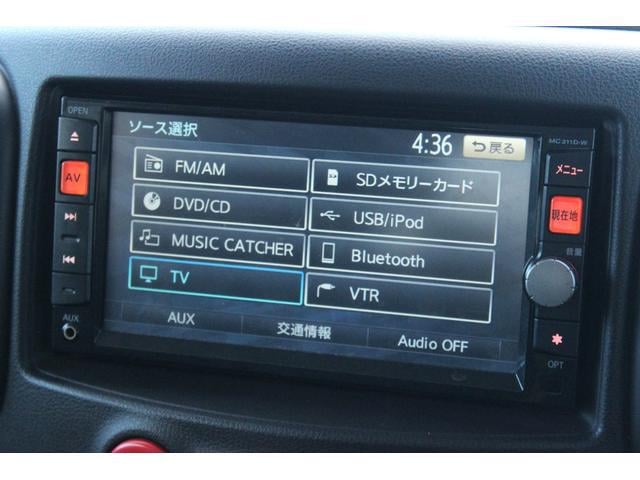 OPEN
AV
AUX
ソース選択
4:36
戻る
FM/AM
SDメモリーカード
DVD/CD
USB/iPod
MUSIC CATCHER
Bluetooth
TV
VTR
AUX
交通情報
Audio OFF
MC311D-W
メニュー
現在地
音量
OPT